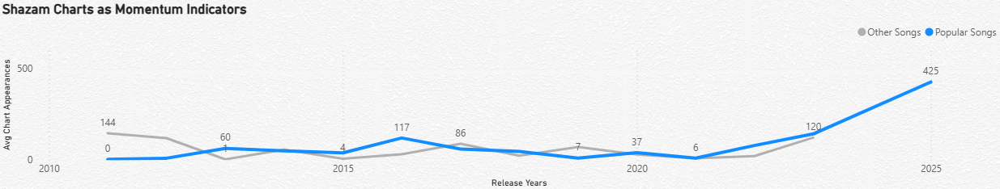 Shazam Charts as Momentum Indicators
Other Songs Popular Songs
Avg Chart Appearances
500
0
144
0
60
1
4
117
86
7
37
6
120
425
2010 2015 2020 2025
Release Years